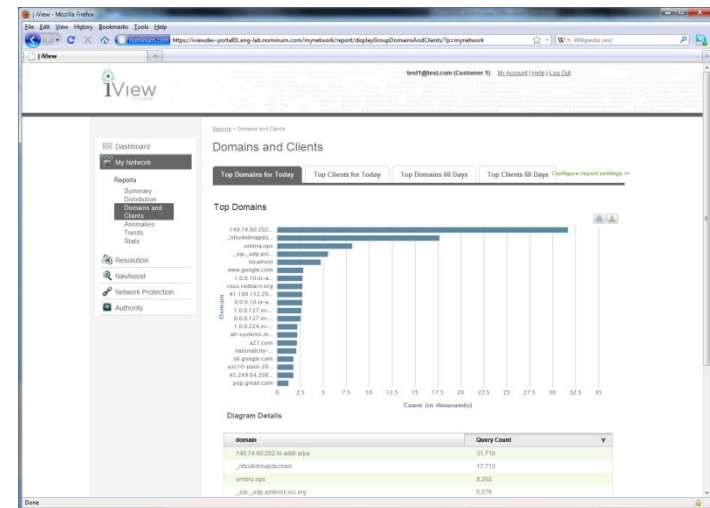 iView - Mozilla Firefox
File Edit View History Bookmarks Tools Help
nominum.com https://iviewdev-portal01.eng-lab.nominum.com/mynetwork/report/displayGroupDomainsAndClients/?p=mynetwork
Wikipedia (en)
iView
iView
test1@test.com (Customer 1) My Account | Help | Log Out
Reports > Domains and Clients
Dashboard
My Network
Reports
Summary
Distribution
Domains and
Clients
Anomalies
Trends
Stats
Resolution
NavAssist
Network Protection
Authority
Domains and Clients
Top Domains for Today Top Clients for Today Top Domains 60 Days Top Clients 60 Days Configure report settings
Top Domains
Domain
149.74.60.202...
_nfsv4idmapdo...
umbra.ops
_sip._udp.ast...
localhost
www.google.com
1.0.0.10.in-a...
rous.redbarn.org
41.188.152.20...
0.0.0.10.in-a...
1.0.0.127.in-...
0.0.0.127.in-...
1.0.0.224.in-...
all-systems.m...
a21.com
nationalcity-...
sb.google.com
usc10-pool-20...
45.249.64.208...
pop.gmail.com
0 2.5 5 7.5 10 12.5 15 17.5 20 22.5 25 27.5 30 32.5 35
Count (in thousands)
Diagram Details
domain Query Count
149.74.60.202.in-addr.arpa 31,710
_nfsv4idmapdomain 17,713
umbra.ops 8,202
_sip._udp.asterisk.isc.org 5,576
Done